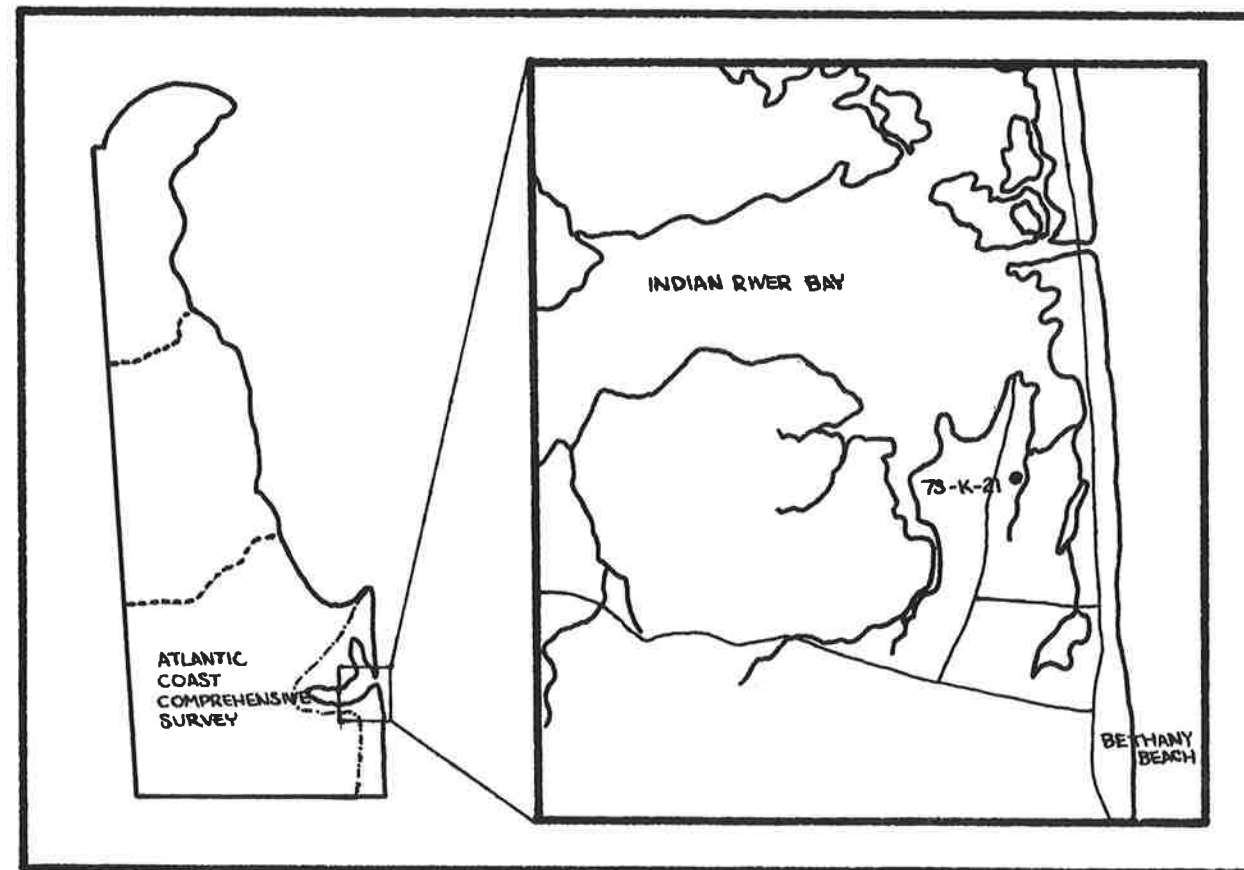 ATLANTIC
COAST
COMPREHENSIVE
SURVEY
INDIAN RIVER BAY
7S-K-21
BETHANY
BEACH